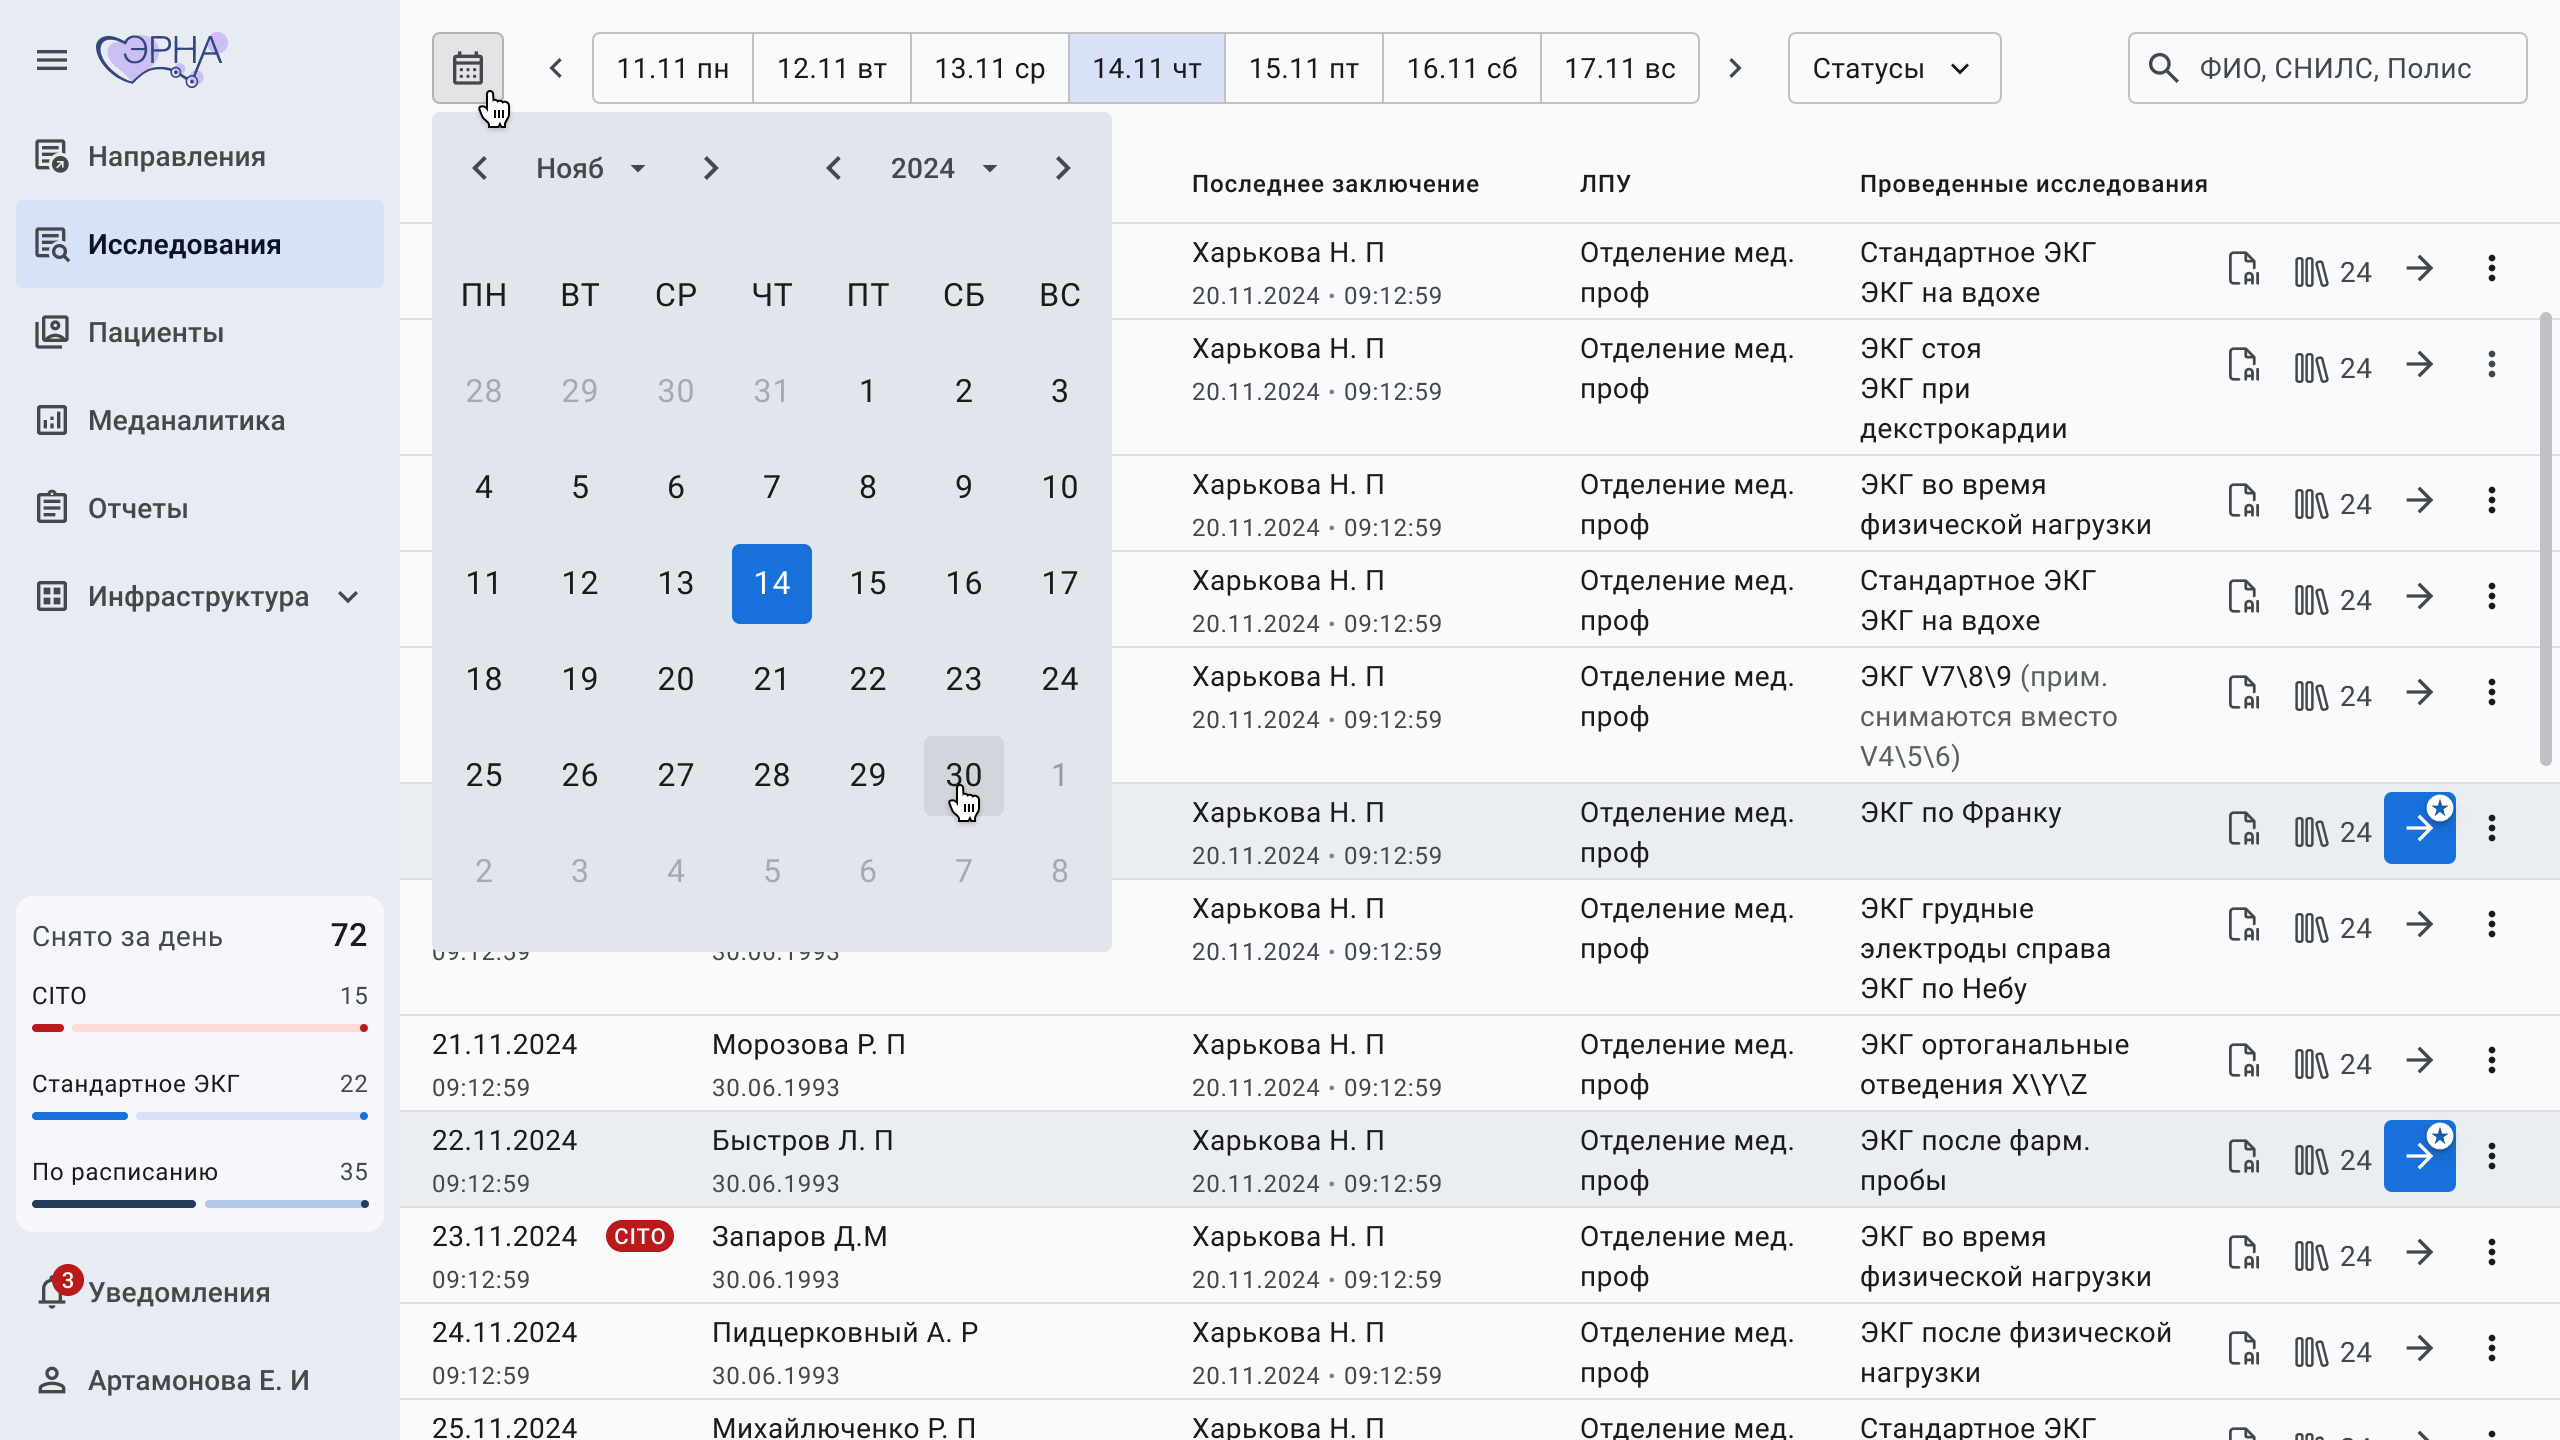 ЭРНА
Направления
Исследования
Пациенты
Меданалитика
Отчеты
Инфраструктура
Снято за день 72
CITO 15
Стандартное ЭКГ 22
По расписанию 35
3
Уведомления
Артамонова Е. И
11.11 пн 12.11 вт 13.11 ср 14.11 чт 15.11 пт 16.11 сб 17.11 вс
Статусы
ФИО, СНИЛС, Полис
Нояб 2024
ПН ВТ СР ЧТ ПТ СБ ВС
28 29 30 31 1 2 3
4 5 6 7 8 9 10
11 12 13 14 15 16 17
18 19 20 21 22 23 24
25 26 27 28 29 30 1
2 3 4 5 6 7 8
Последнее заключение ЛПУ Проведенные исследования
Харькова Н. П Отделение мед. Стандартное ЭКГ
20.11.2024 • 09:12:59 проф ЭКГ на вдохе
AI 24
Харькова Н. П Отделение мед. ЭКГ стоя
20.11.2024 • 09:12:59 проф ЭКГ при
декстрокардии
AI 24
Харькова Н. П Отделение мед. ЭКГ во время
20.11.2024 • 09:12:59 проф физической нагрузки
AI 24
Харькова Н. П Отделение мед. Стандартное ЭКГ
20.11.2024 • 09:12:59 проф ЭКГ на вдохе
AI 24
Харькова Н. П Отделение мед. ЭКГ V7\8\9 (прим.
20.11.2024 • 09:12:59 проф снимаются вместо
V4\5\6)
AI 24
Харькова Н. П Отделение мед. ЭКГ по Франку
20.11.2024 • 09:12:59 проф
AI 24
Харькова Н. П Отделение мед. ЭКГ грудные
09:12:59 30.06.1993 20.11.2024 • 09:12:59 проф электроды справа
ЭКГ по Небу
AI 24
21.11.2024 Морозова Р. П Харькова Н. П Отделение мед. ЭКГ ортоганальные
09:12:59 30.06.1993 20.11.2024 • 09:12:59 проф отведения X\Y\Z
AI 24
22.11.2024 Быстров Л. П Харькова Н. П Отделение мед. ЭКГ после фарм.
09:12:59 30.06.1993 20.11.2024 • 09:12:59 проф пробы
AI 24
23.11.2024 CITO Запаров Д.М Харькова Н. П Отделение мед. ЭКГ во время
09:12:59 30.06.1993 20.11.2024 • 09:12:59 проф физической нагрузки
AI 24
24.11.2024 Пидцерковный А. Р Харькова Н. П Отделение мед. ЭКГ после физической
09:12:59 30.06.1993 20.11.2024 • 09:12:59 проф нагрузки
AI 24
25.11.2024 Михайлюченко Р. П Харькова Н. П Отделение мед. Стандартное ЭКГ